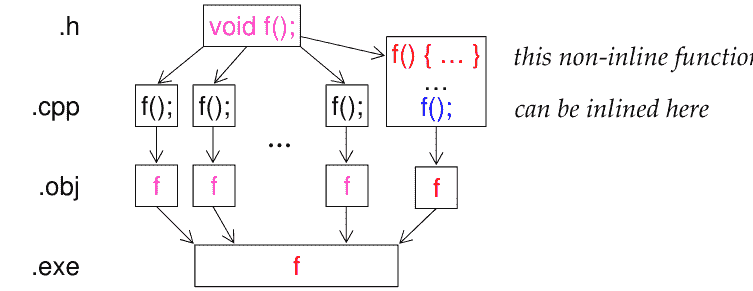 .h
void f();
f() { ... }
this non-inline function
...
.cpp
f();
f();
f();
f();
can be inlined here
...
.obj
f
f
f
f
.exe
f